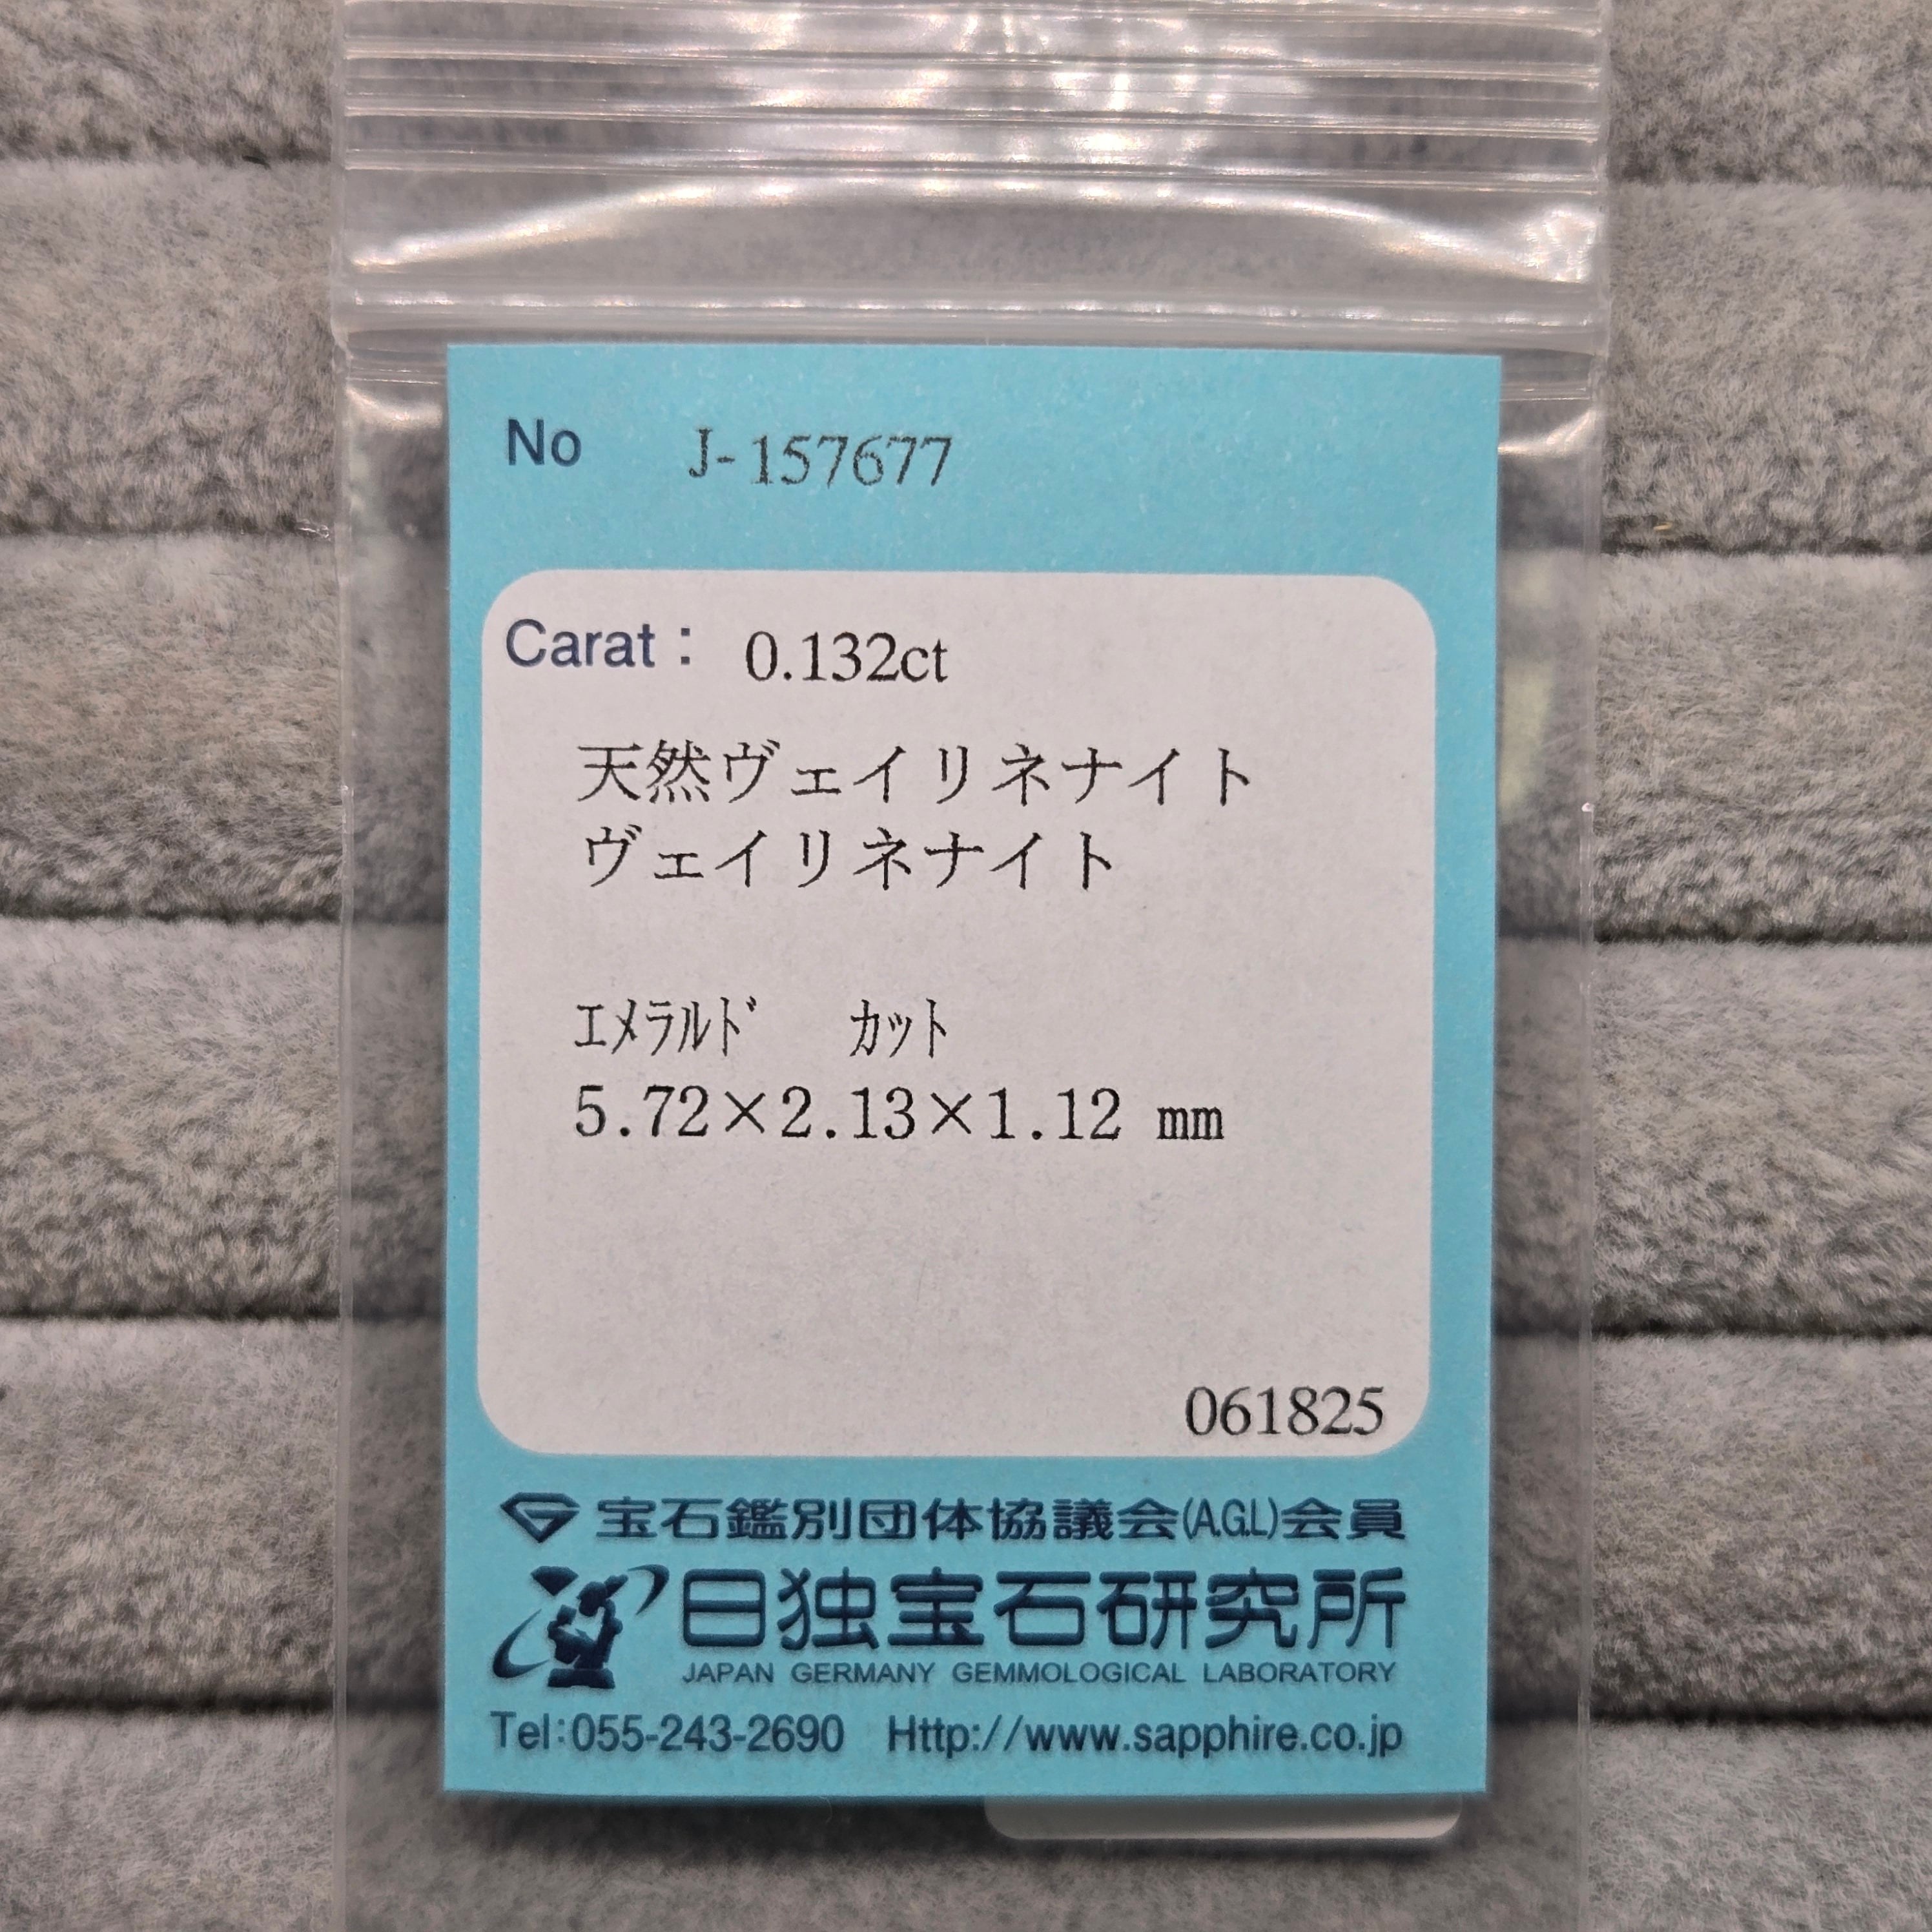 No J-157677
Carat： 0.132ct
天然ヴェイリネナイト
ヴェイリネナイト
ｴﾒﾗﾙﾄﾞ ｶｯﾄ
5.72×2.13×1.12 mm
061825
宝石鑑別団体協議会(A.G.L)会員
日独宝石研究所
JAPAN GERMANY GEMMOLOGICAL LABORATORY
Tel:055-243-2690 Http://www.sapphire.co.jp